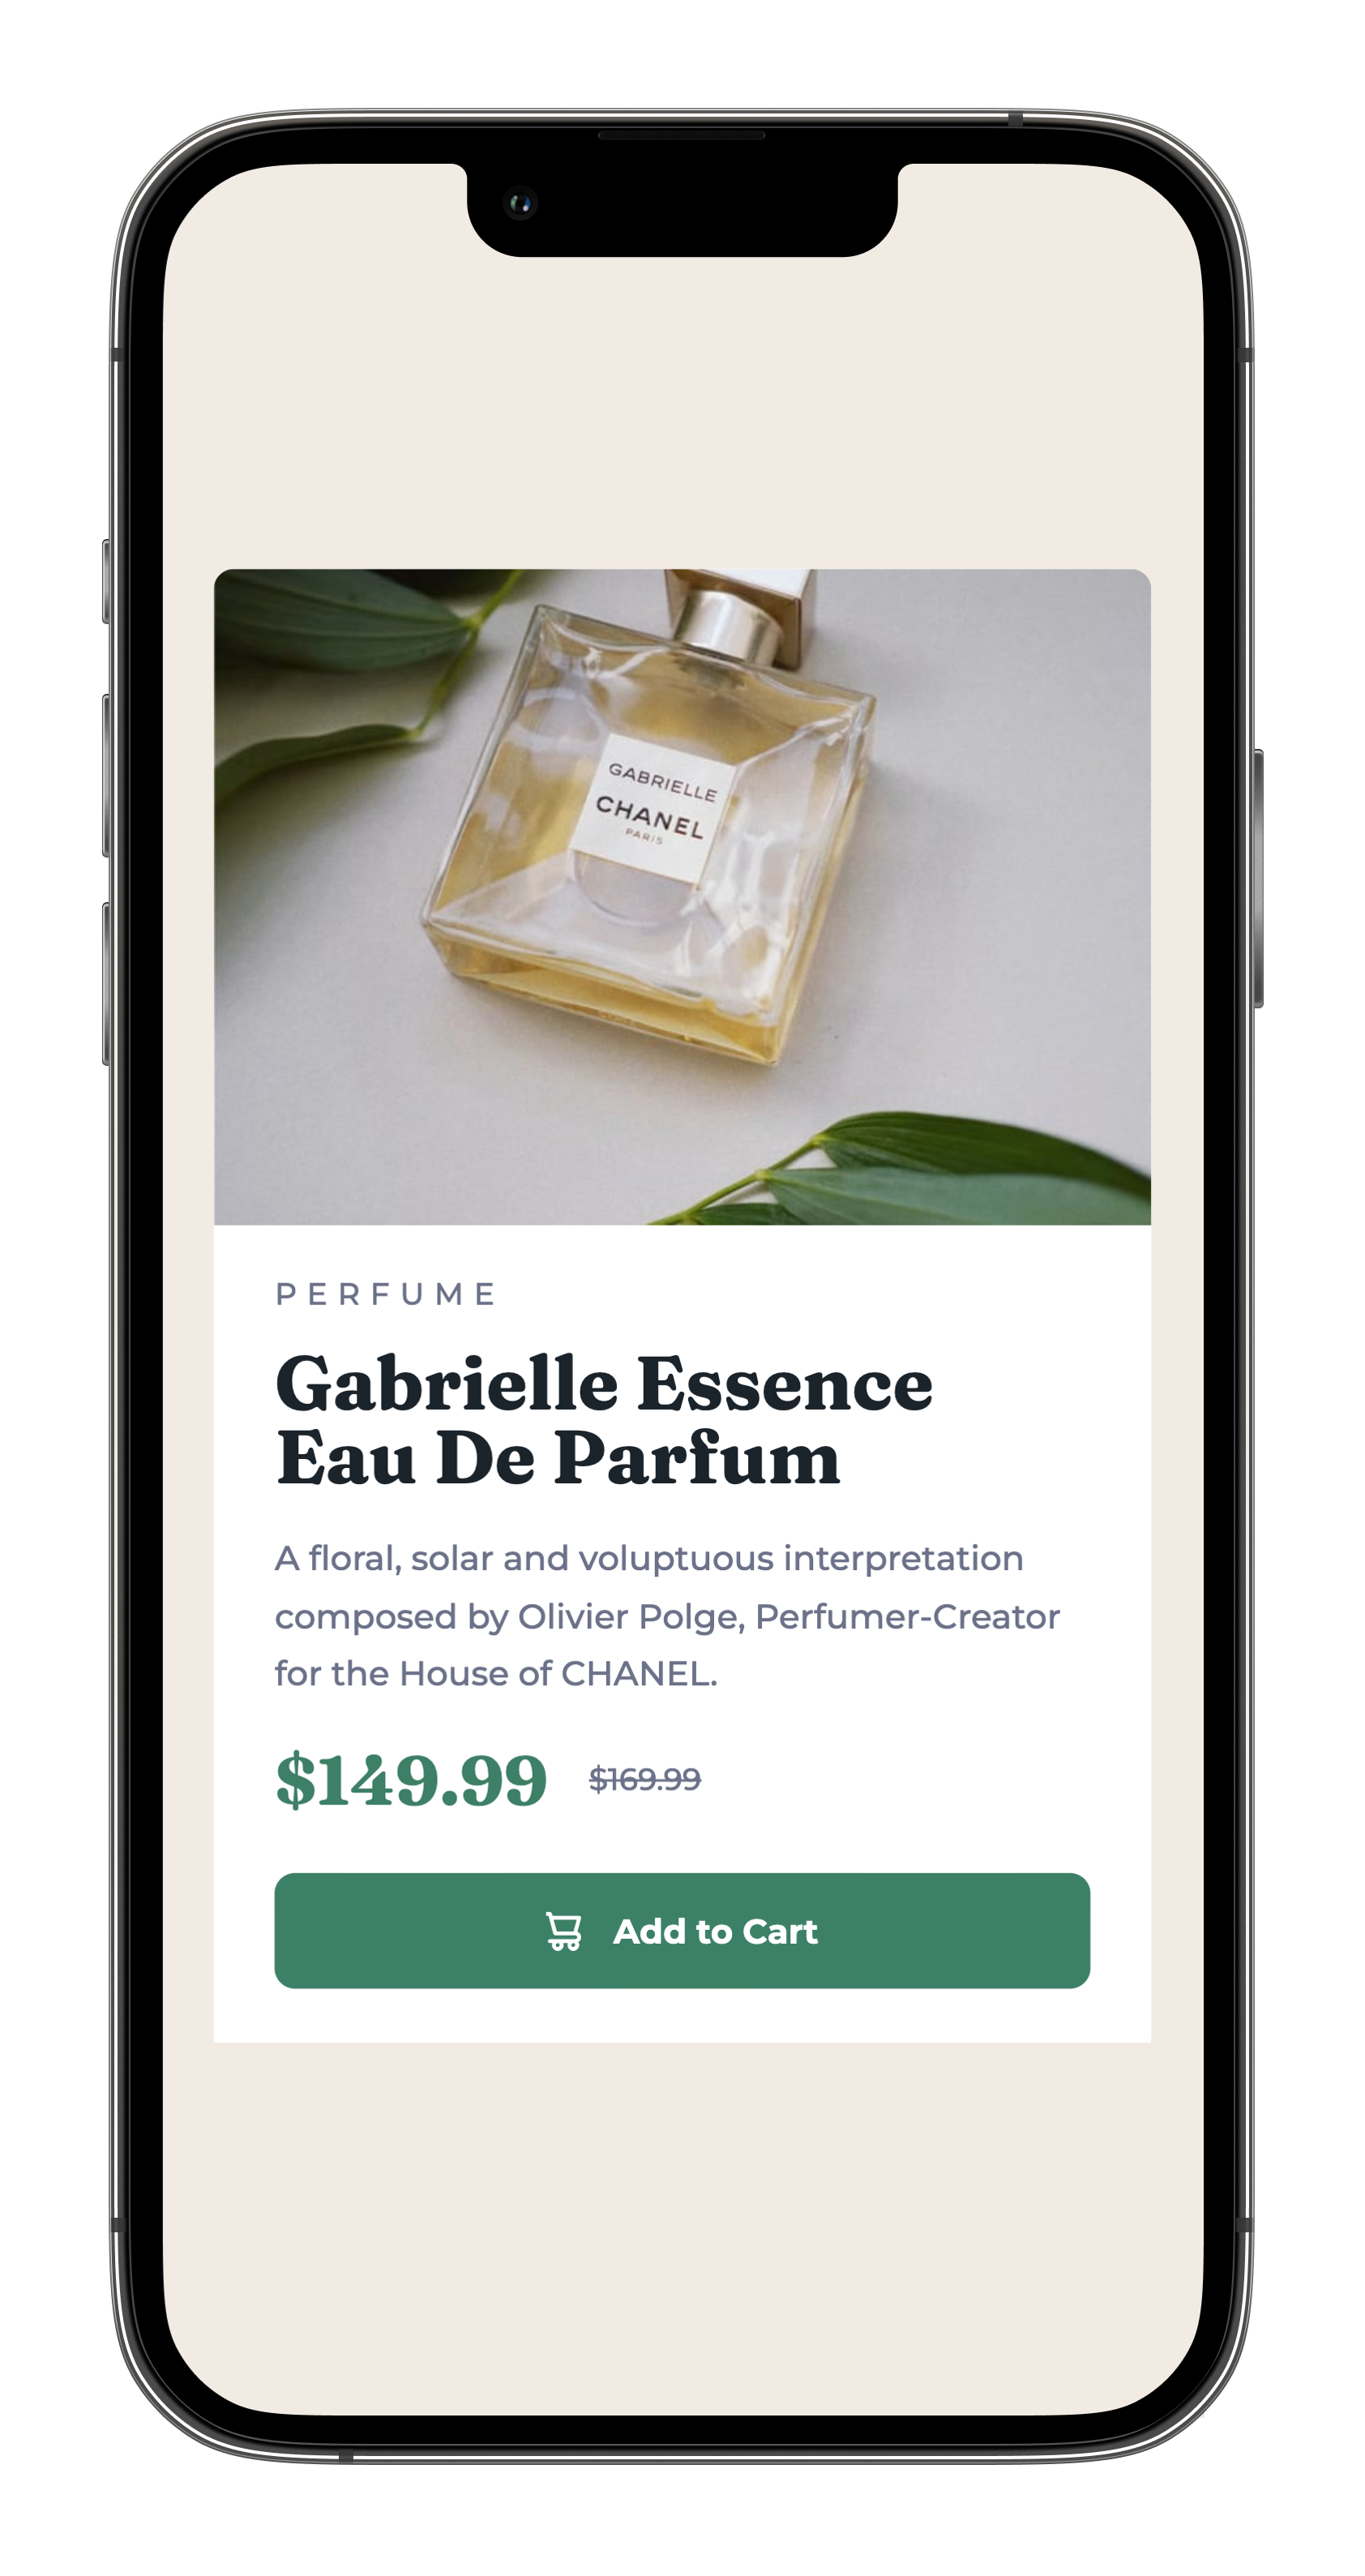 GABRIELLE
CHANEL
PARIS
PERFUME
Gabrielle Essence
Eau De Parfum
A floral, solar and voluptuous interpretation
composed by Olivier Polge, Perfumer-Creator
for the House of CHANEL.
$149.99 $169.99
Add to Cart